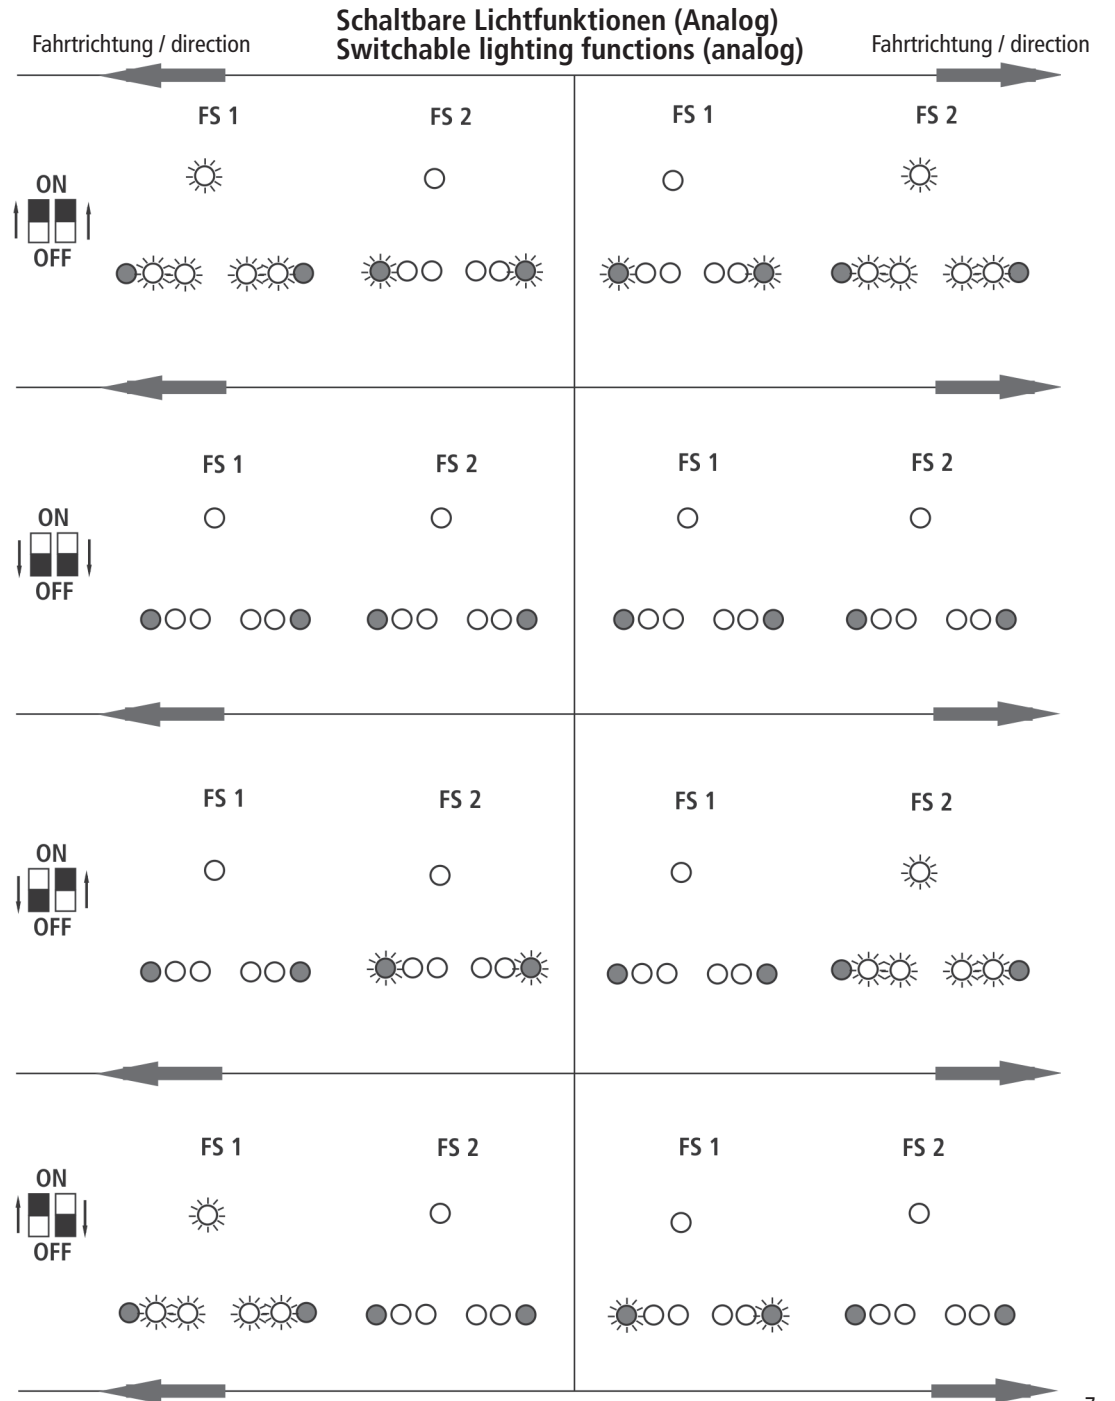 Schaltbare Lichtfunktionen (Analog)
Fahrtrichtung / direction
Switchable lighting functions (analog)
Fahrtrichtung / direction
FS 1
FS 2
FS 1
FS 2
ON
OFF
FS 1
FS 2
FS 1
FS 2
ON
OFF
FS 1
FS 2
FS 1
FS 2
ON
OFF
FS 1
FS 2
FS 1
FS 2
ON
OFF